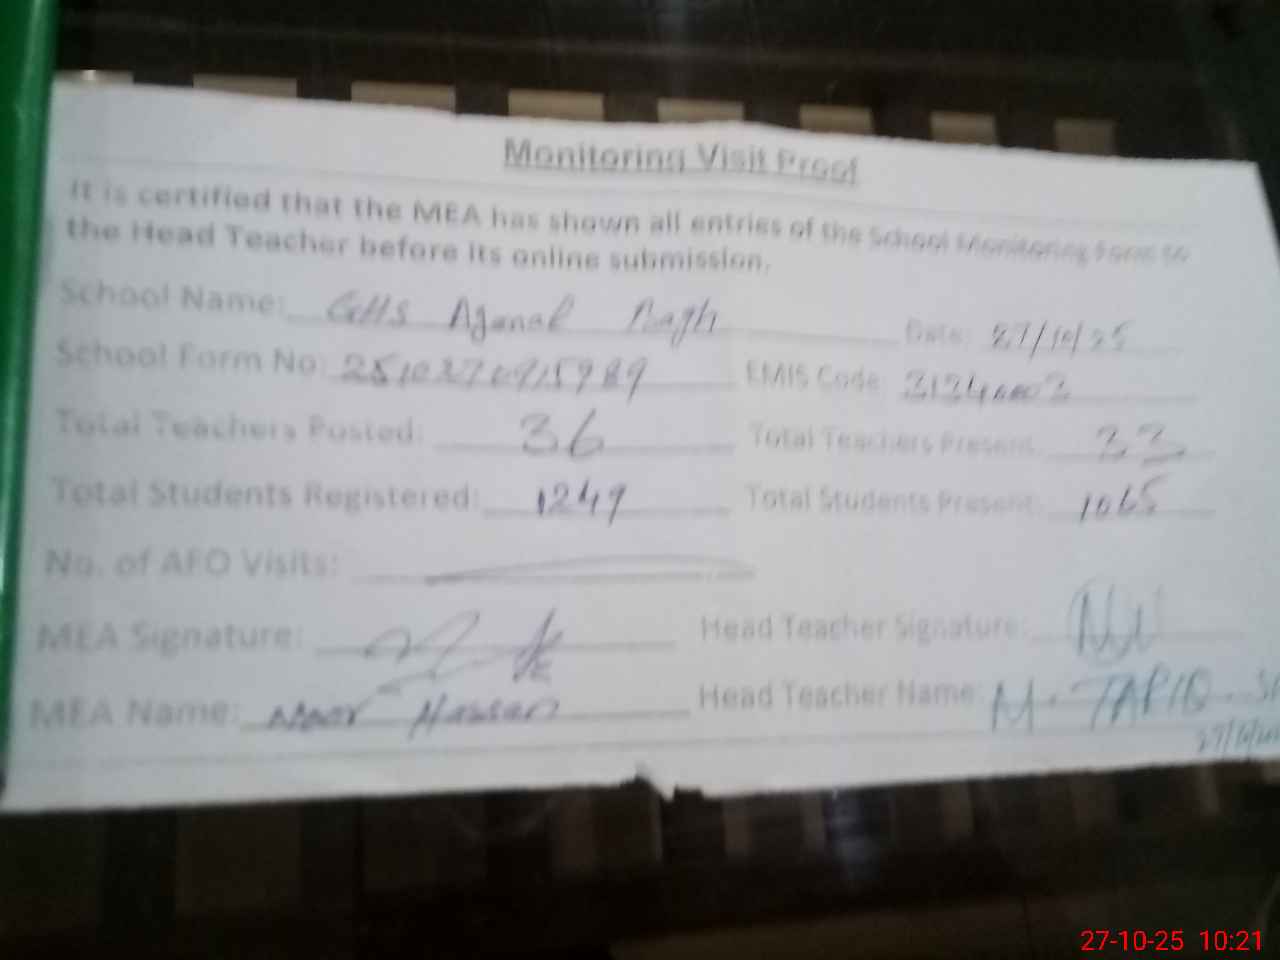 Monitoring Visit Proof
It is certified that the MEA has shown all entries of the School Monitoring Form to
the Head Teacher before its online submission.
School Name: GHS Ajmal Bagh Date: 27/10/25
School Form No: EMIS Code:
Total Teachers Posted: 36 Total Teachers Present: 33
Total Students Registered: 1249 Total Students Present: 1065
No. of AEO Visits:
MEA Signature: Head Teacher Signature:
MEA Name: Hassan Head Teacher Name: M. TARIQ
27-10-25 10:21